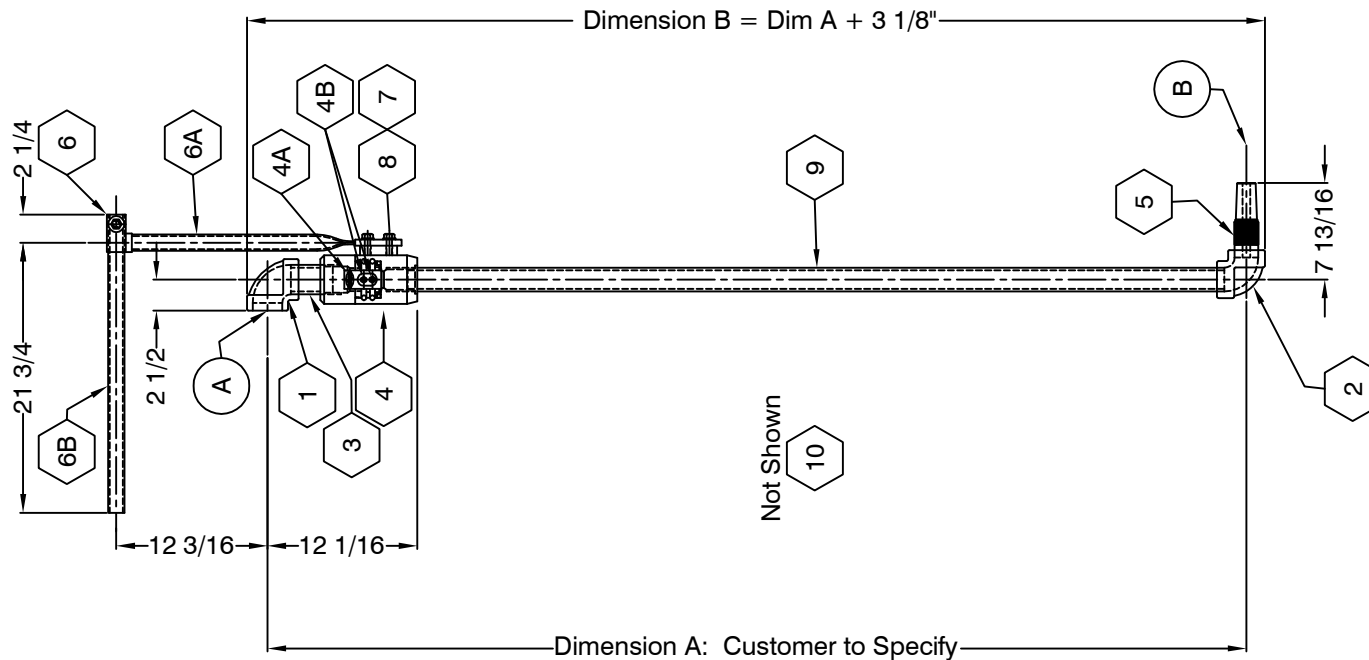 Dimension B = Dim A + 3 1/8"
B
7
4B
4A
8
6
2 1/4
6A
9
5
7 13/16
21 3/4
2 1/2
A
1
4
3
6B
2
Not Shown
10
12 3/16
12 1/16
Dimension A: Customer to Specify